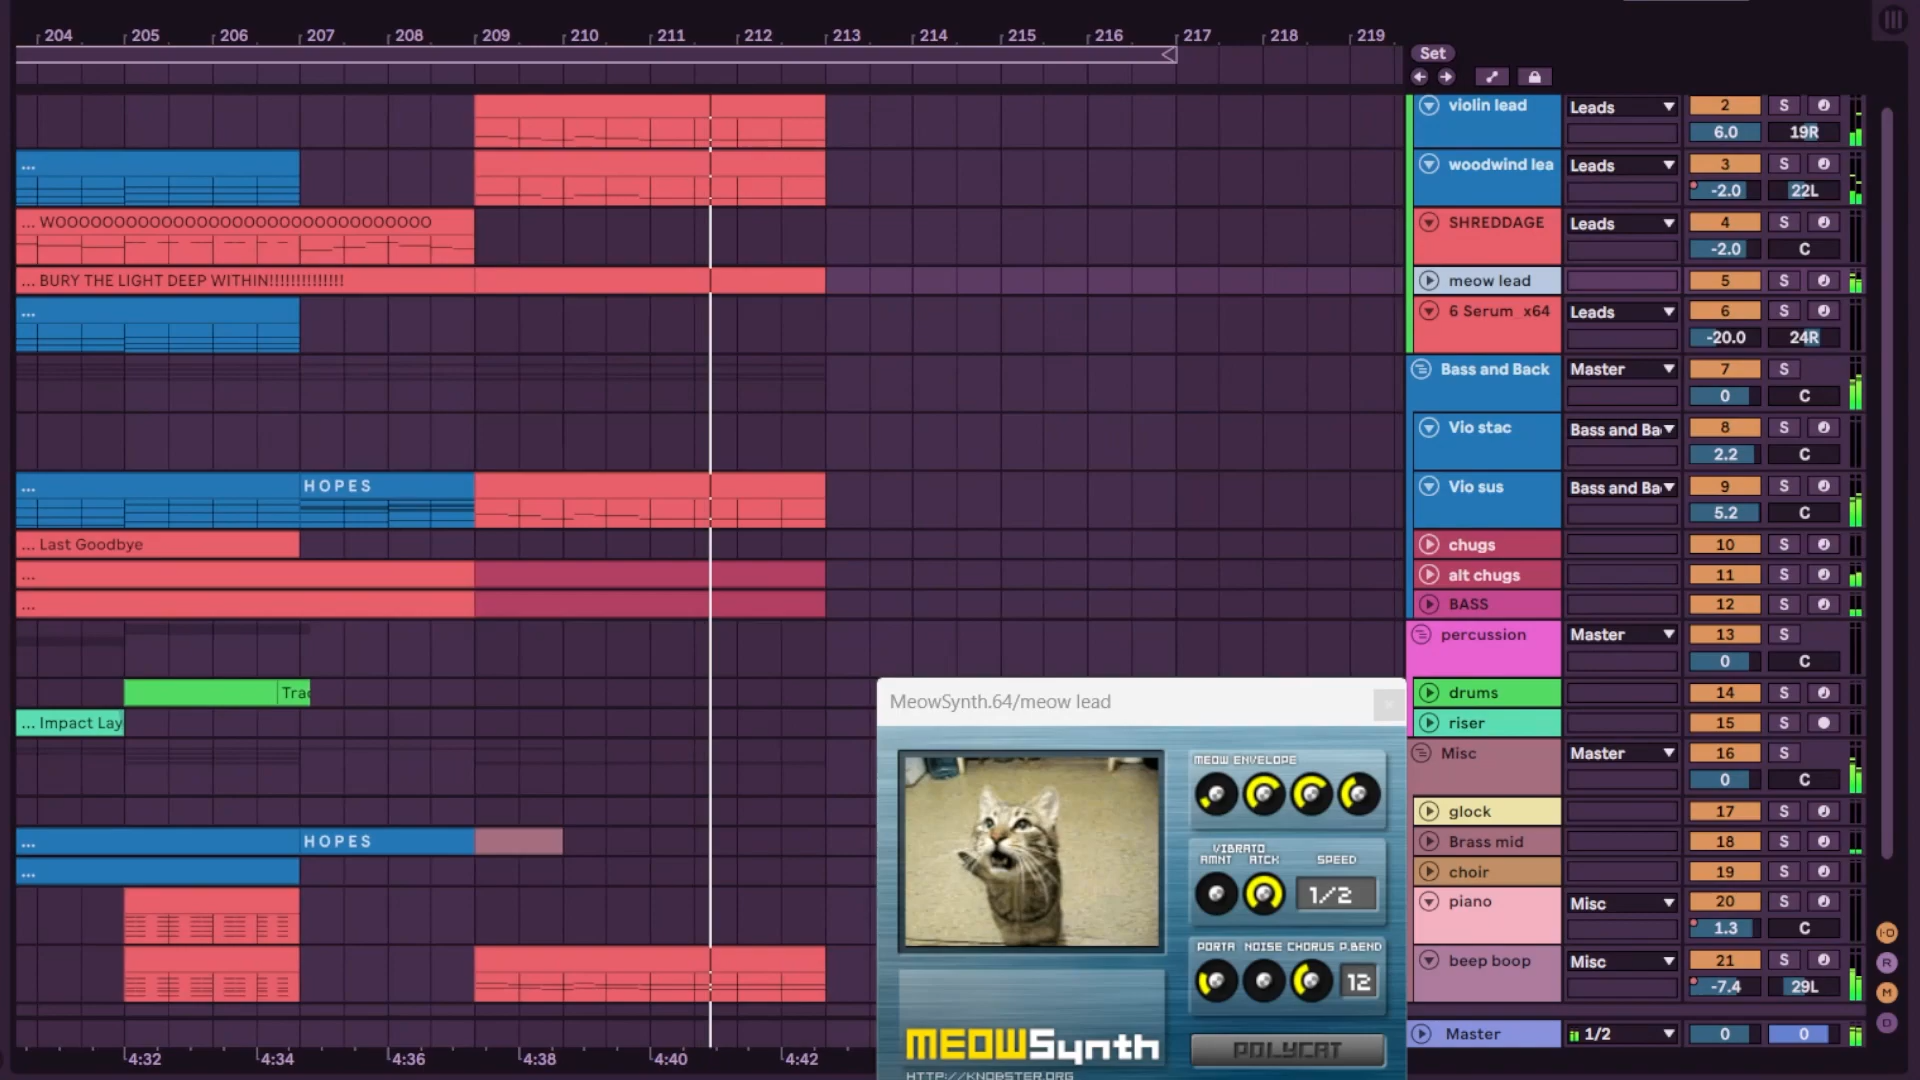 204 205 206 207 208 209 210 211 212 213 214 215 216 217 218 219
Set
violin lead Leads 2 S
6.0 19R
... woodwind lea Leads 3 S
-2.0 22L
... WOOOOOOOOOOOOOOOOOOOOOOOOOOOOOOOO SHREDDAGE Leads 4 S
-2.0 C
... BURY THE LIGHT DEEP WITHIN!!!!!!!!!!!!!!! meow lead 5 S
... 6 Serum_x64 Leads 6 S
-20.0 24R
Bass and Back Master 7 S
0 C
Vio stac Bass and Ba 8 S
2.2 C
... HOPES Vio sus Bass and Ba 9 S
5.2 C
... Last Goodbye chugs 10 S
... alt chugs 11 S
... BASS 12 S
percussion Master 13 S
0 C
Trac drums 14 S
... Impact Lay riser 15 S
Misc Master 16 S
0 C
glock 17 S
... HOPES Brass mid 18 S
... choir 19 S
piano Misc 20 S
1.3 C
beep boop Misc 21 S
-7.4 29L
Master 1/2 0 0
4:32 4:34 4:36 4:38 4:40 4:42
MeowSynth.64/meow lead
MEOW ENVELOPE
VIBRATO
AMNT ATCK SPEED
1/2
PORTA NOISE CHORUS P.BEND
12
MEOWSynth
POLYCAT
HTTP://KNOBSTER.ORG
I-O
R
M
D